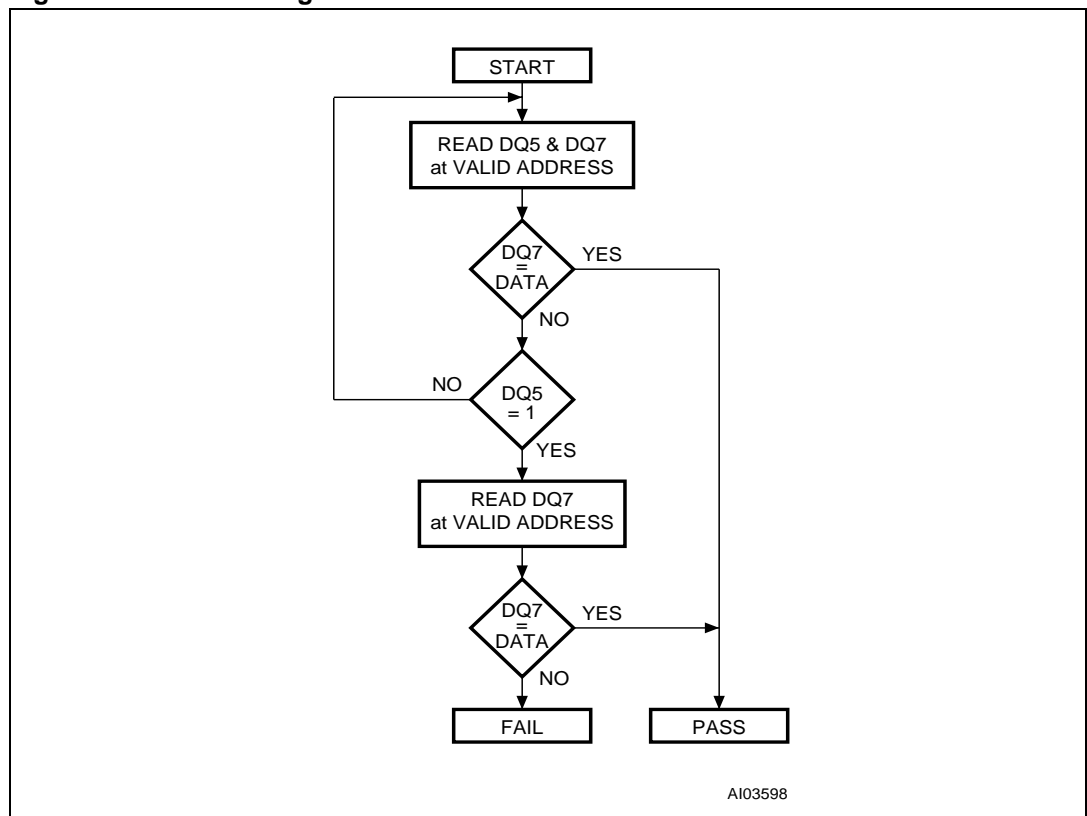 START
READ DQ5 & DQ7
at VALID ADDRESS
DQ7
=
DATA
YES
NO
DQ5
= 1
NO
YES
READ DQ7
at VALID ADDRESS
DQ7
=
DATA
YES
NO
FAIL
PASS
AI03598